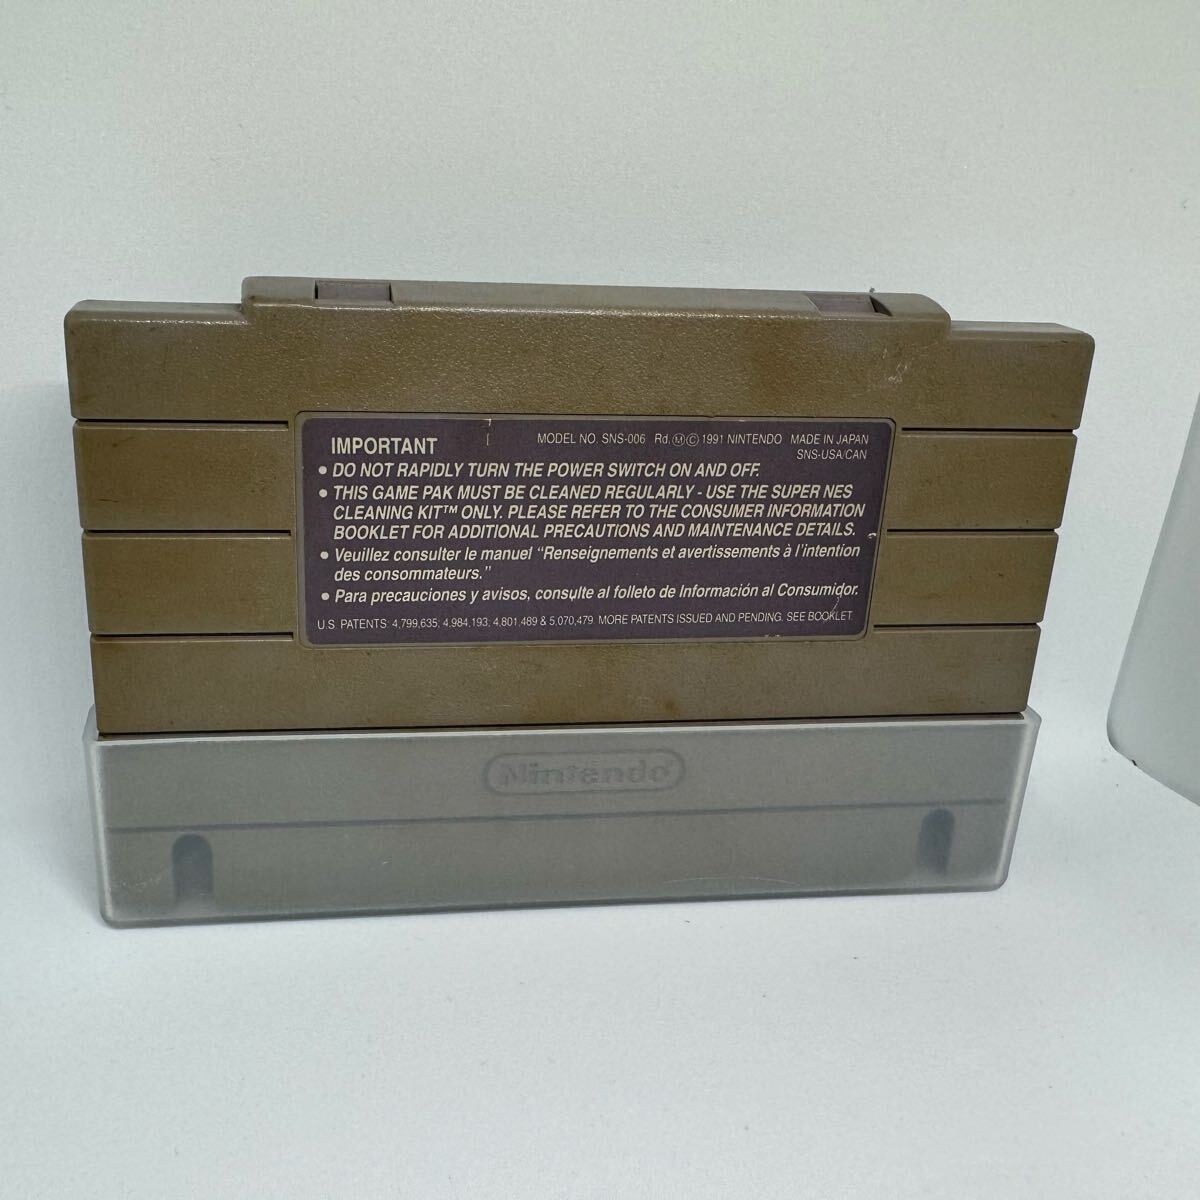 IMPORTANT
MODEL NO. SNS-006 Rd.ⓂⒸ 1991 NINTENDO MADE IN JAPAN
SNS-USA/CAN
• DO NOT RAPIDLY TURN THE POWER SWITCH ON AND OFF.
• THIS GAME PAK MUST BE CLEANED REGULARLY - USE THE SUPER NES
CLEANING KIT™ ONLY. PLEASE REFER TO THE CONSUMER INFORMATION
BOOKLET FOR ADDITIONAL PRECAUTIONS AND MAINTENANCE DETAILS.
• Veuillez consulter le manuel “Renseignements et avertissements à l'intention
des consommateurs.”
• Para precauciones y avisos, consulte al folleto de Información al Consumidor.
U.S. PATENTS: 4,799,635; 4,984,193; 4,801,489 & 5,070,479 MORE PATENTS ISSUED AND PENDING. SEE BOOKLET.
Nintendo